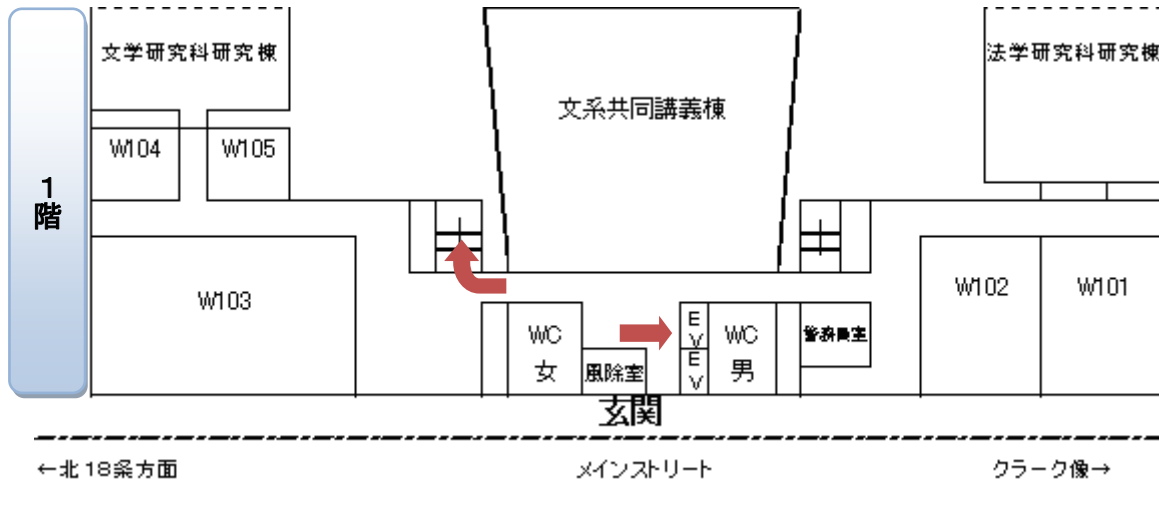 1階
文学研究科研究棟
文系共同講義棟
法学研究科研究棟
W104
W105
W103
W102
W101
WC
女
風除室
EV
EV
WC
男
警務員室
玄関
←北18条方面
メインストリート
クラーク像→